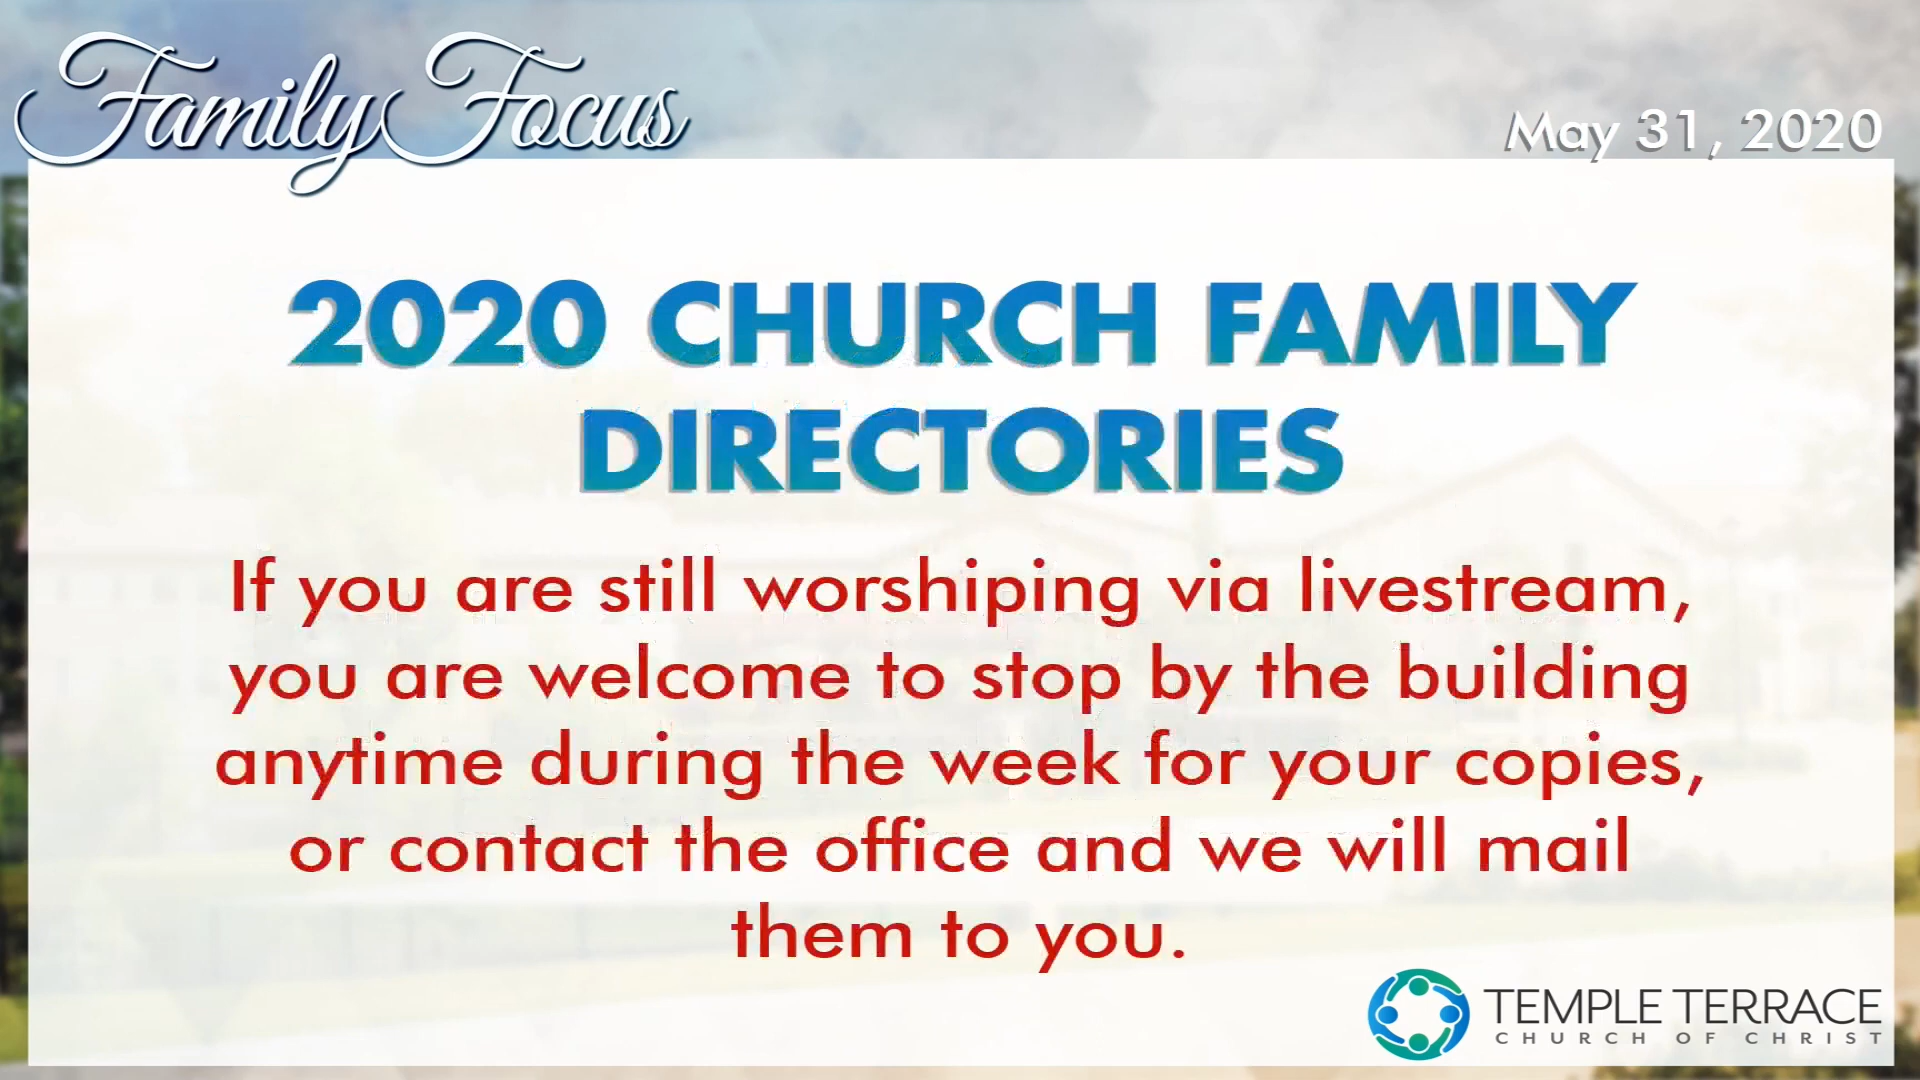 Family Focus
May 31, 2020
2020 CHURCH FAMILY
DIRECTORIES
If you are still worshiping via livestream,
you are welcome to stop by the building
anytime during the week for your copies,
or contact the office and we will mail
them to you.
TEMPLE TERRACE
CHURCH OF CHRIST